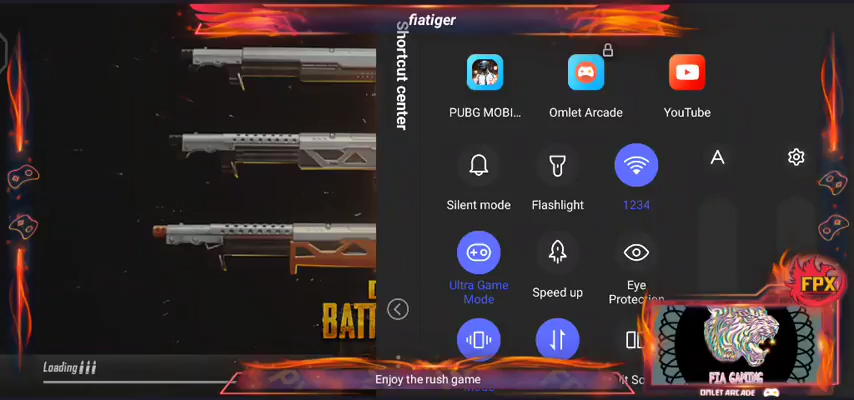 fiatiger
Shortcut center
PUBG MOBI...
Omlet Arcade
YouTube
A
Silent mode
Flashlight
1234
Ultra Game
Mode
Speed up
Eye
Protection
FPX
BATT
Loading
Enjoy the rush game
FIA GAMING
OMLET ARCADE